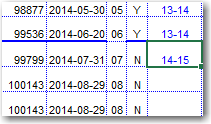 98877 2014-05-30 05 Y 13-14
99536 2014-06-20 06 Y 13-14
99799 2014-07-31 07 N 14-15
100143 2014-08-29 08 N
100143 2014-08-29 08 N